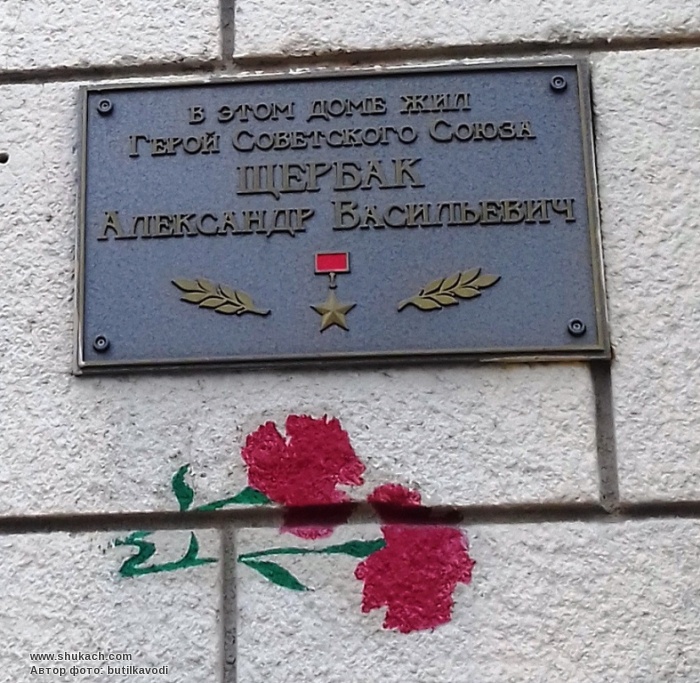 В ЭТОМ ДОМЕ ЖИЛ
ГЕРОЙ СОВЕТСКОГО СОЮЗА
ЩЕРБАК
АЛЕКСАНДР ВАСИЛЬЕВИЧ
www.shukach.com
Автор фото: butilkavodi